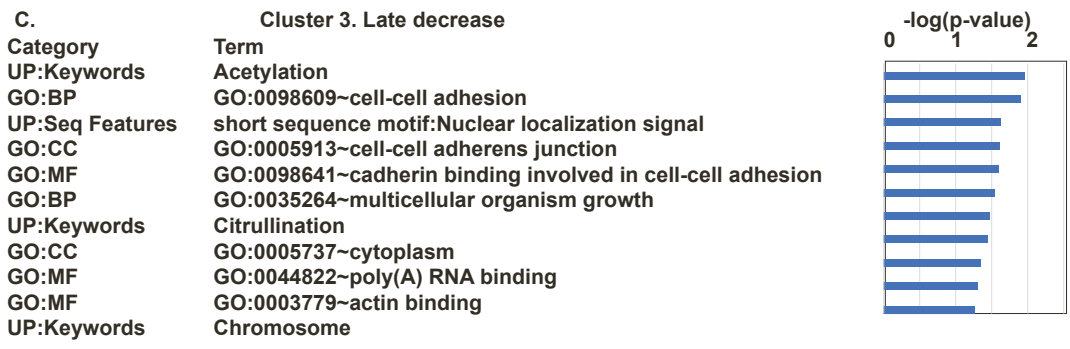 C. Cluster 3. Late decrease -log(p-value)
Category Term 0 1 2
UP:Keywords Acetylation
GO:BP GO:0098609~cell-cell adhesion
UP:Seq Features short sequence motif:Nuclear localization signal
GO:CC GO:0005913~cell-cell adherens junction
GO:MF GO:0098641~cadherin binding involved in cell-cell adhesion
GO:BP GO:0035264~multicellular organism growth
UP:Keywords Citrullination
GO:CC GO:0005737~cytoplasm
GO:MF GO:0044822~poly(A) RNA binding
GO:MF GO:0003779~actin binding
UP:Keywords Chromosome